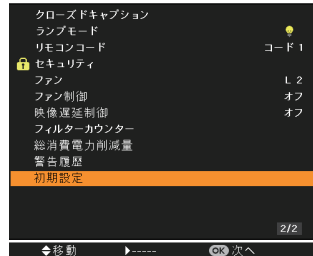 クローズドキャプション
ランプモード
リモコンコード コード 1
セキュリティ
ファン L 2
ファン制御 オフ
映像遅延制御 オフ
フィルターカウンター
総消費電力削減量
警告履歴
初期設定
2/2
移動 ----- OK 次へ